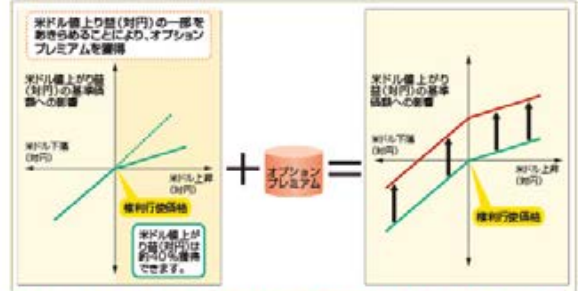 米ドル値上り益(対円)の一部を
あきらめることにより、オプション
プレミアムを獲得
米ドル値上がり益
(対円)の基準価
額への影響
米ドル下落
(対円)
米ドル上昇
(対円)
権利行使価格
米ドル値上が
り益(対円)は
約40%獲得
できます。
オプション
プレミアム
米ドル値上がり
益(対円)の基準
価額への影響
米ドル下落
(対円)
米ドル上昇
(対円)
権利行使価格